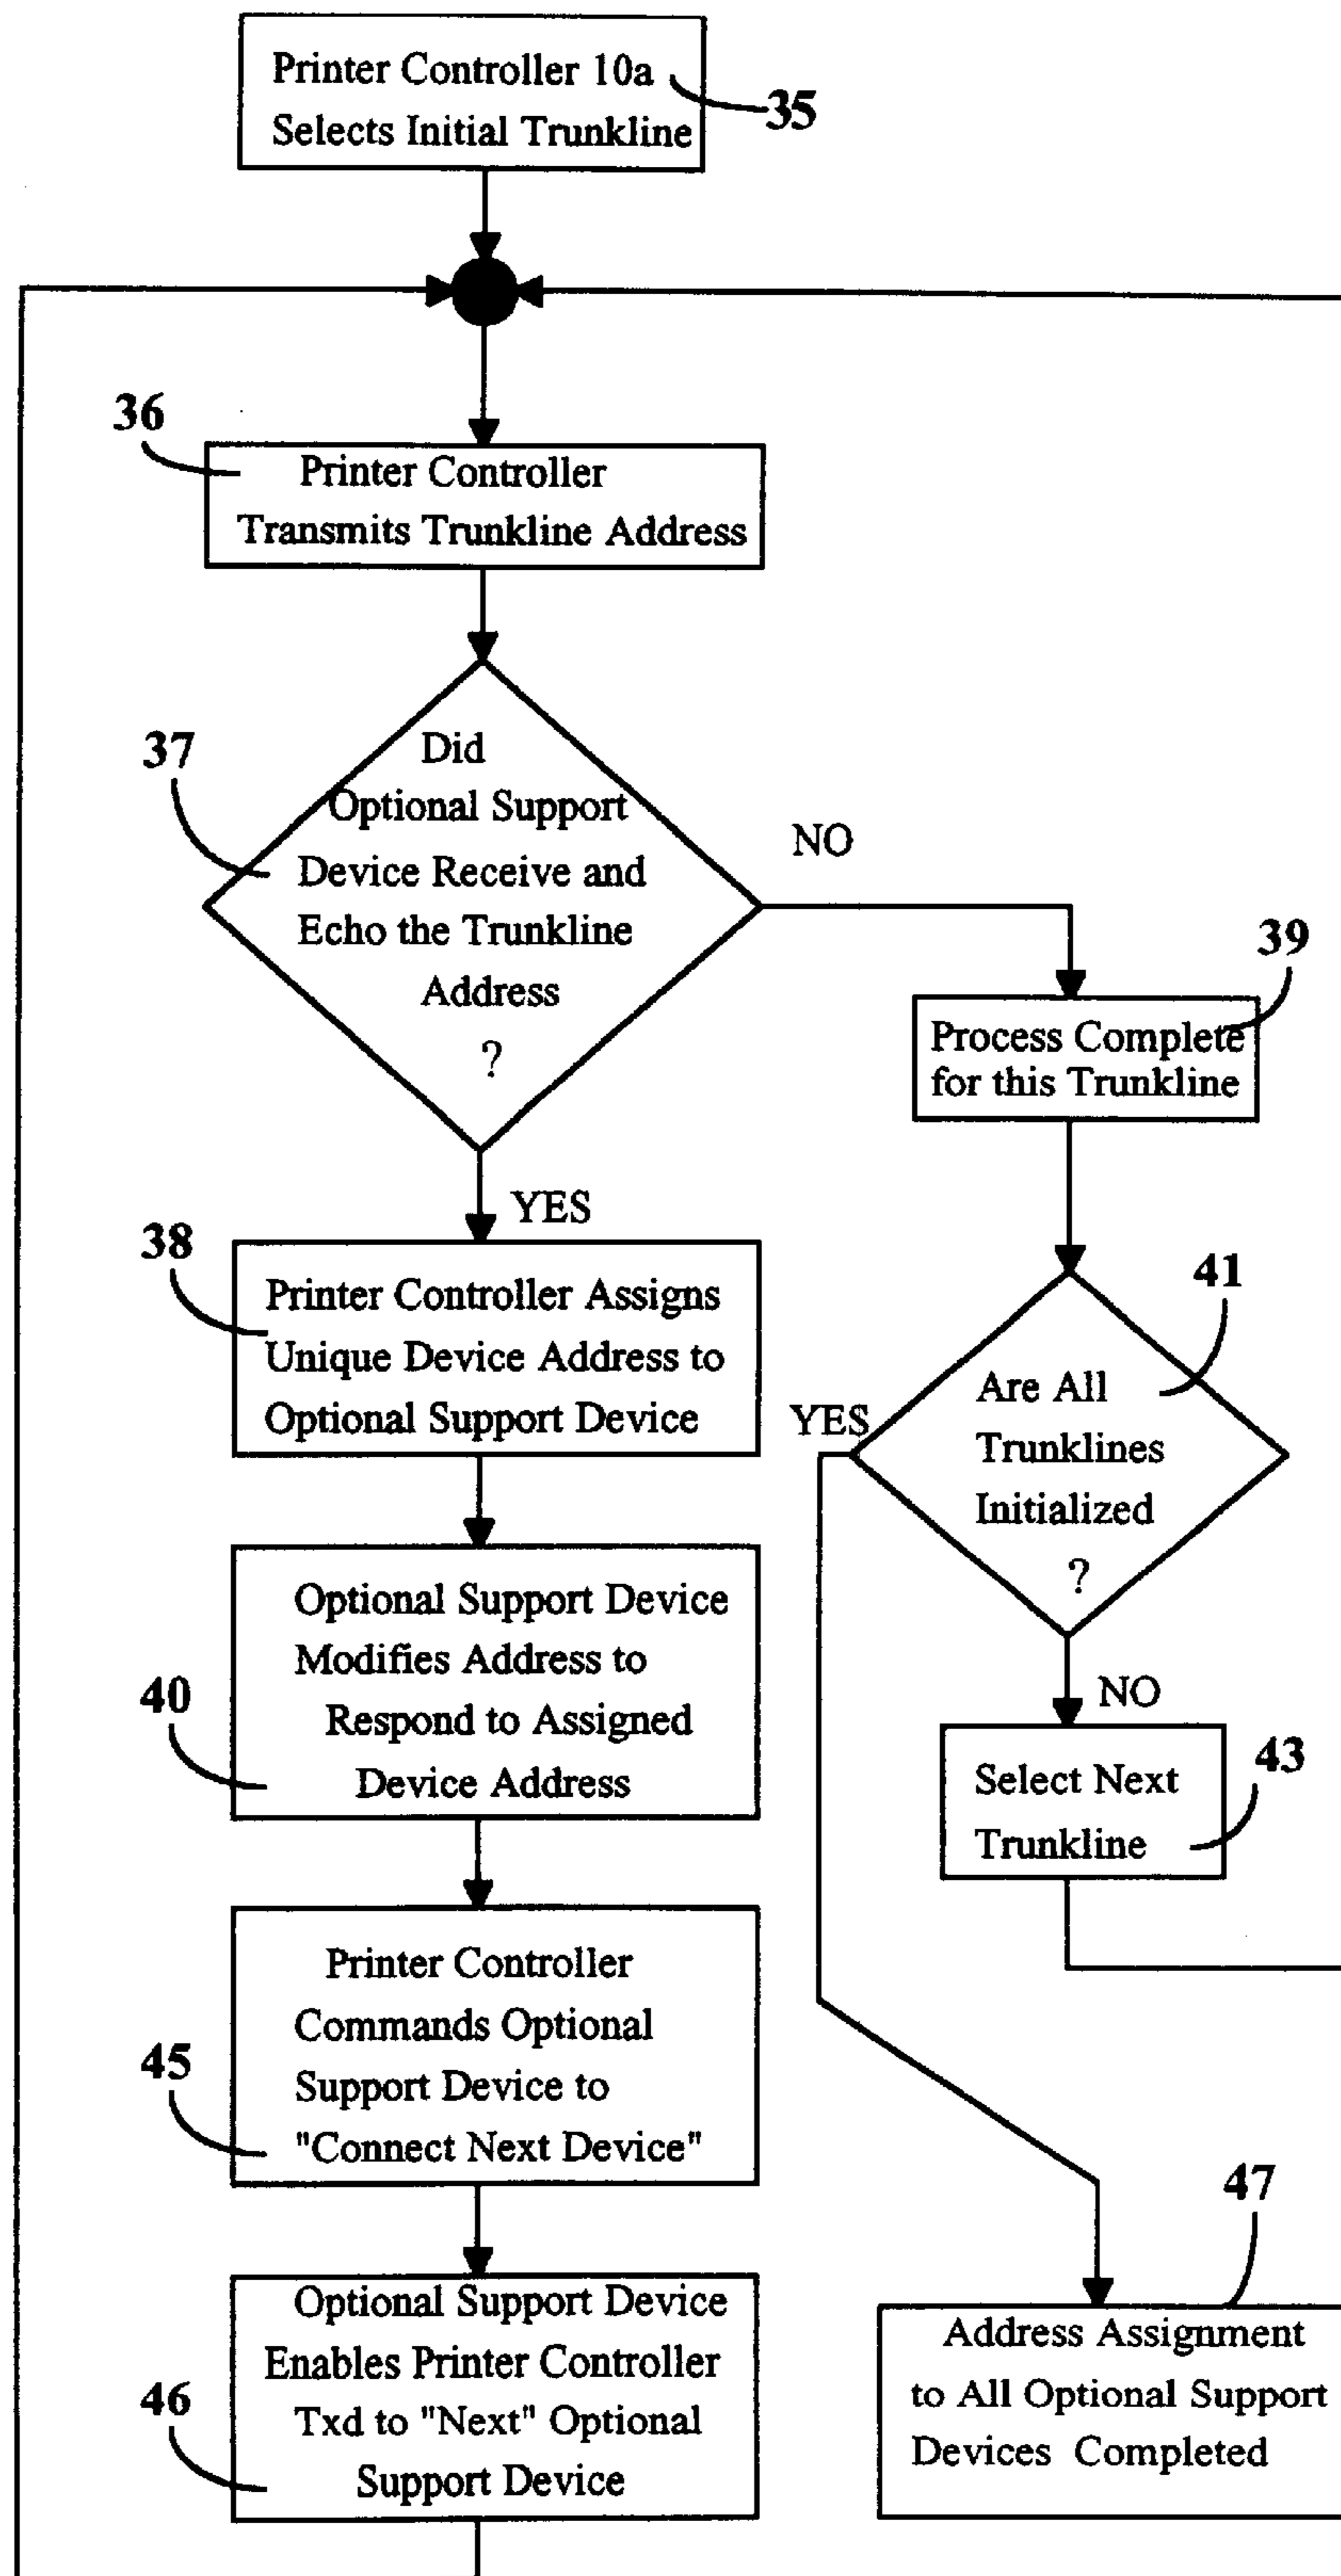 Printer Controller 10a
Selects Initial Trunkline
35
36
Printer Controller
Transmits Trunkline Address
37
Did
Optional Support
Device Receive and
Echo the Trunkline
Address
?
NO
39
Process Complete
for this Trunkline
YES
38
Printer Controller Assigns
Unique Device Address to
Optional Support Device
41
Are All
Trunklines
Initialized
?
YES
NO
40
Optional Support Device
Modifies Address to
Respond to Assigned
Device Address
43
Select Next
Trunkline
45
Printer Controller
Commands Optional
Support Device to
"Connect Next Device"
47
Address Assignment
to All Optional Support
Devices Completed
46
Optional Support Device
Enables Printer Controller
Txd to "Next" Optional
Support Device